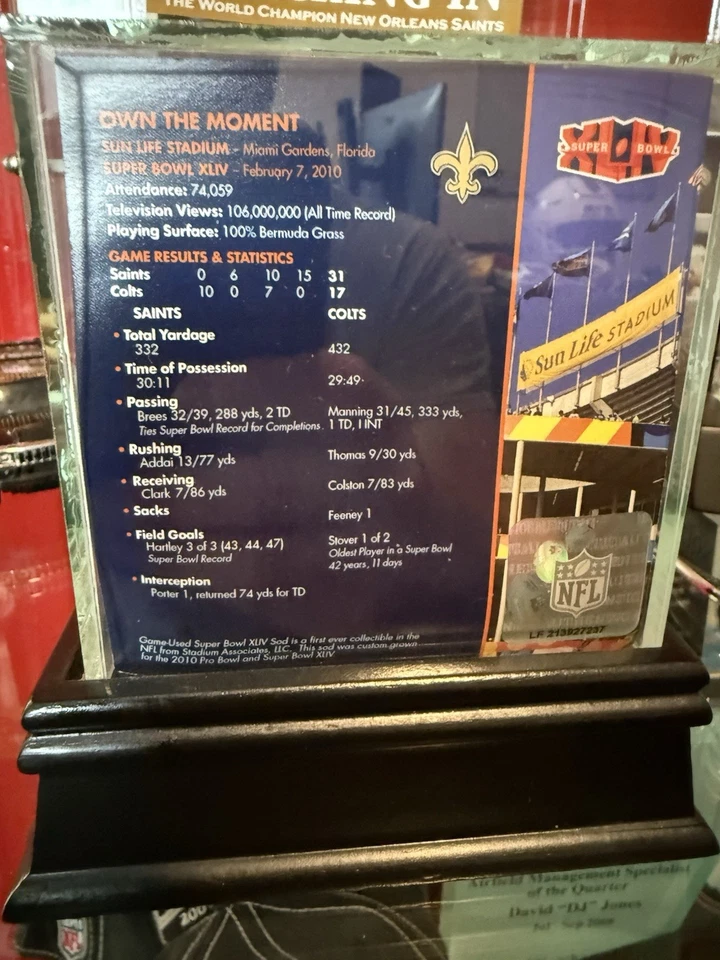 THE WORLD CHAMPION NEW ORLEANS SAINTS
OWN THE MOMENT
SUN LIFE STADIUM - Miami Gardens, Florida
SUPER BOWL XLIV - February 7, 2010
Attendance: 74,059
Television Views: 106,000,000 (All Time Record)
Playing Surface: 100% Bermuda Grass
GAME RESULTS & STATISTICS
Saints 0 6 10 15 31
Colts 10 0 7 0 17
SAINTS COLTS
• Total Yardage
332 432
• Time of Possession
30:11 29:49
• Passing
Brees 32/39, 288 yds, 2 TD Manning 31/45, 333 yds,
Ties Super Bowl Record for Completions. 1 TD, 1 INT
• Rushing
Addai 13/77 yds Thomas 9/30 yds
• Receiving
Clark 7/86 yds Colston 7/83 yds
• Sacks Feeney 1
• Field Goals Stover 1 of 2
Hartley 3 of 3 (43, 44, 47) Oldest Player in a Super Bowl
Super Bowl Record 42 years, 11 days
• Interception
Porter 1, returned 74 yds for TD
Game-Used Super Bowl XLIV Sod is a first ever collectible in the
NFL from Stadium Associates, LLC. This sod was custom grown
for the 2010 Pro Bowl and Super Bowl XLIV
XLIV
SUPER BOWL
Sun Life STADIUM
NFL
LF 213927237
Airfield Management Specialist
of the Quarter
David "DJ" Jones
Jul - Sep 2008
NFL
200